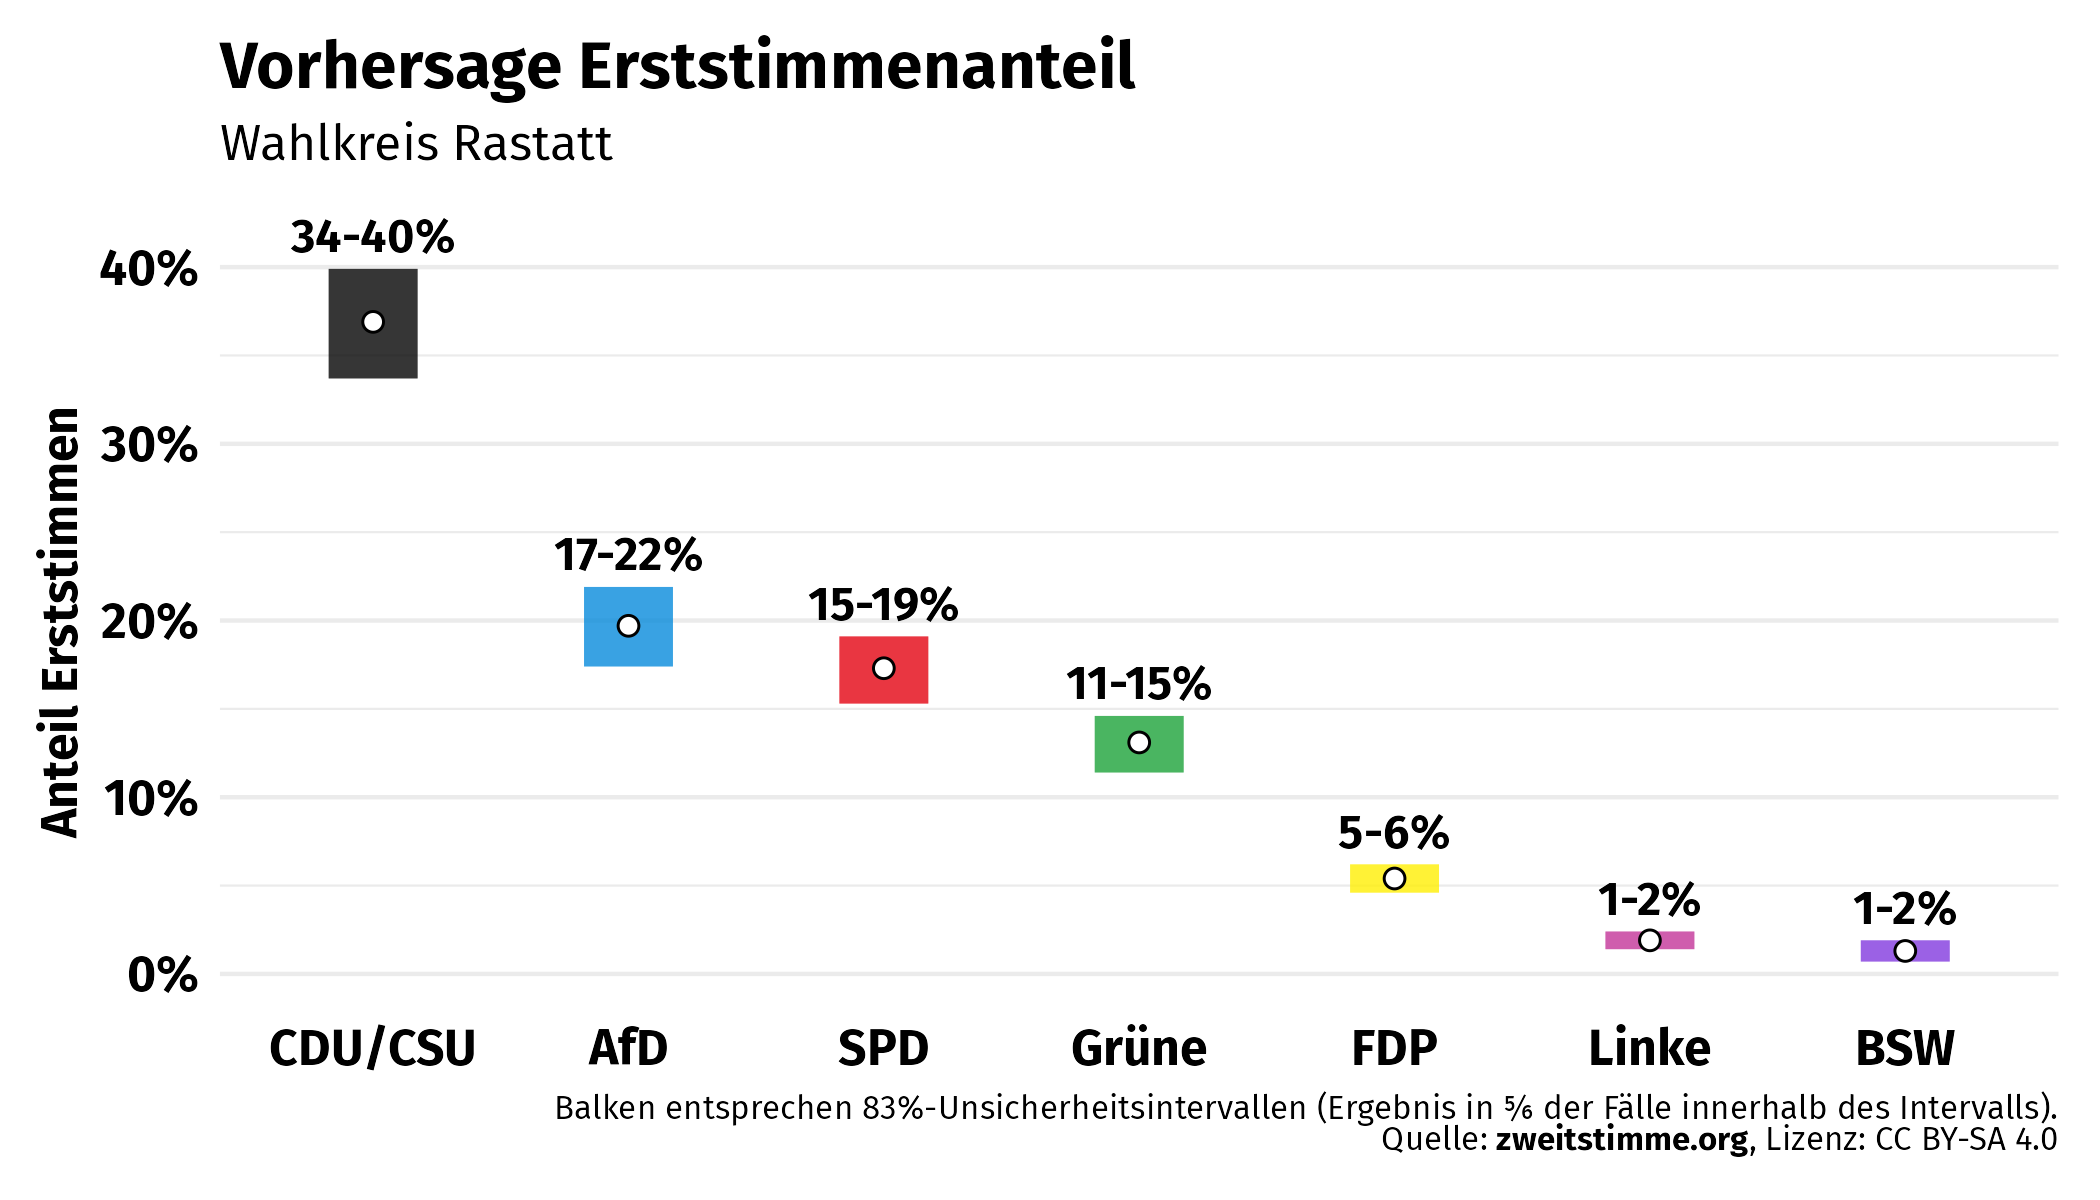 Vorhersage Erststimmenanteil
Wahlkreis Rastatt
Anteil Erststimmen
40%
30%
20%
10%
0%
34-40%
17-22%
15-19%
11-15%
5-6%
1-2%
1-2%
CDU/CSU
AfD
SPD
Grüne
FDP
Linke
BSW
Balken entsprechen 83%-Unsicherheitsintervallen (Ergebnis in ⅚ der Fälle innerhalb des Intervalls).
Quelle: zweitstimme.org, Lizenz: CC BY-SA 4.0